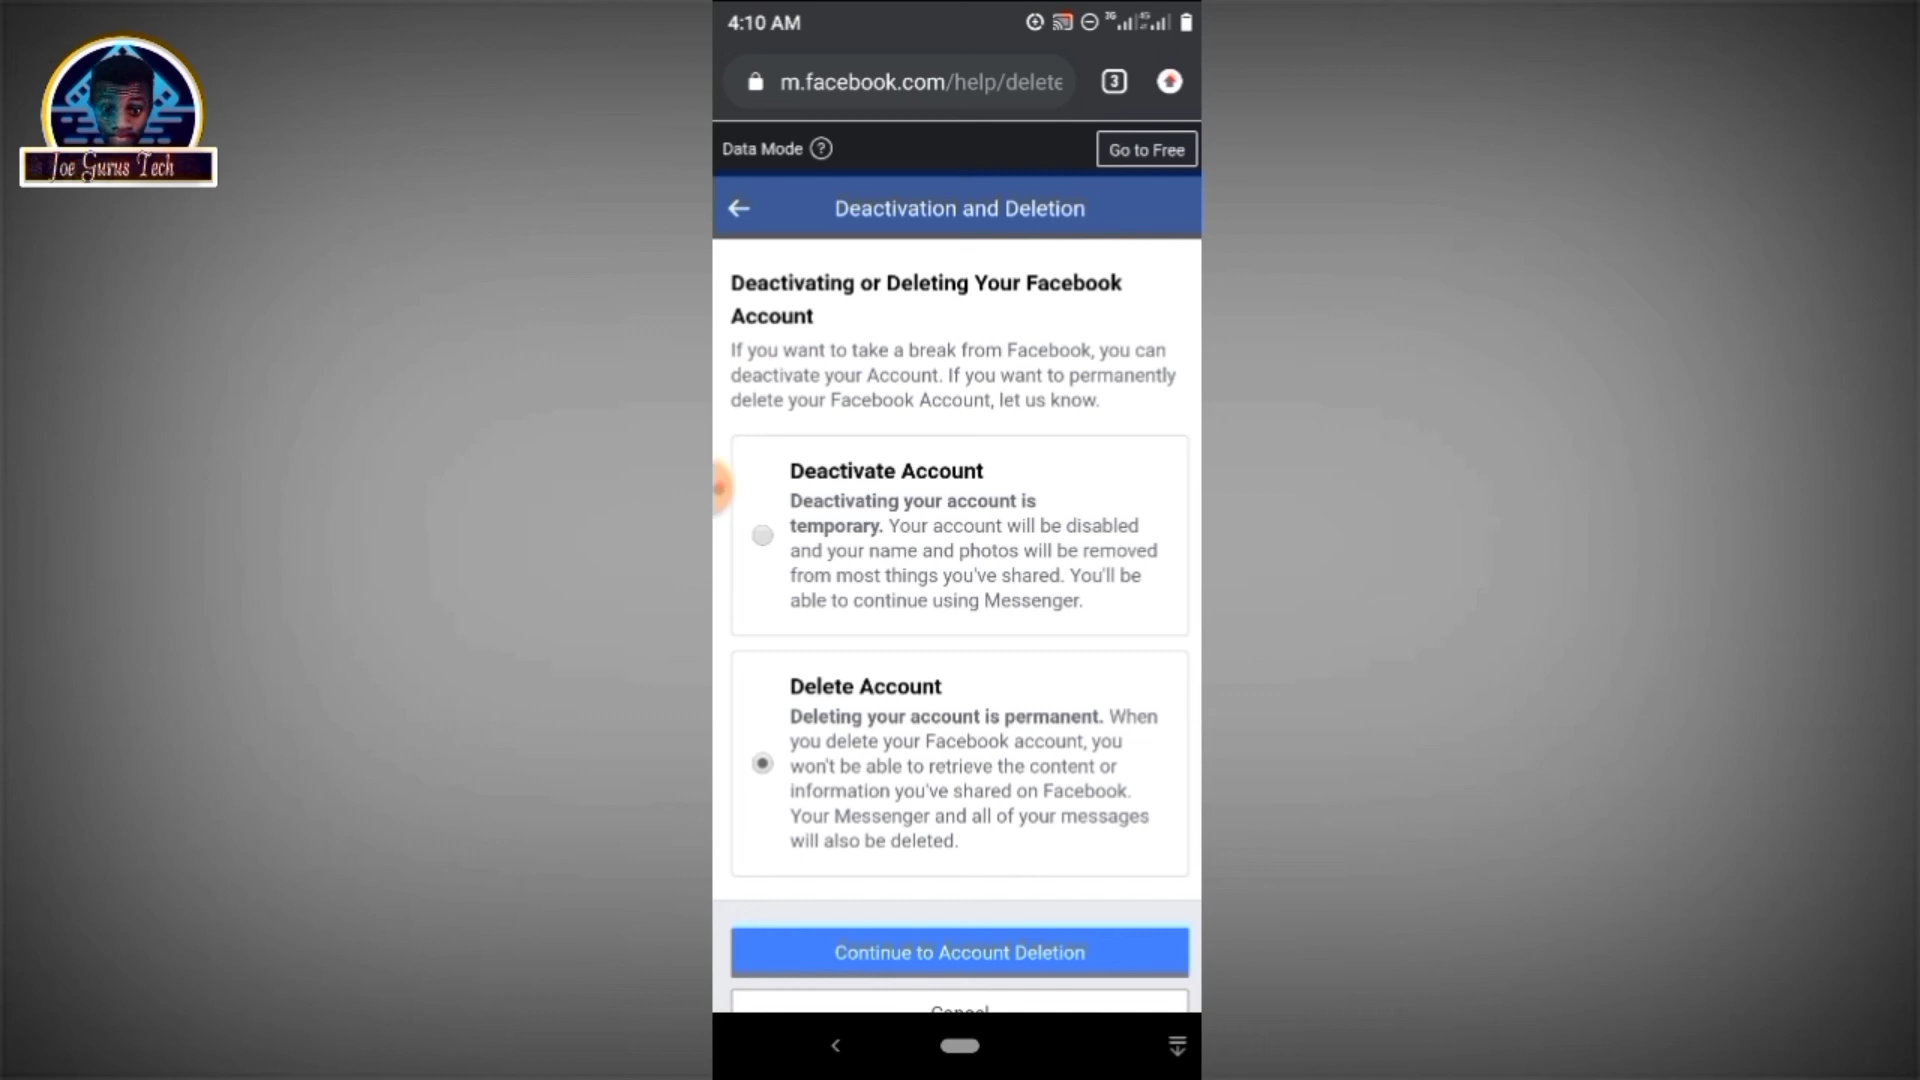 Joe Gurus Tech
4:10 AM
3G 4G
m.facebook.com/help/delete
3
Data Mode ?
Go to Free
Deactivation and Deletion
Deactivating or Deleting Your Facebook
Account
If you want to take a break from Facebook, you can
deactivate your Account. If you want to permanently
delete your Facebook Account, let us know.
Deactivate Account
Deactivating your account is
temporary. Your account will be disabled
and your name and photos will be removed
from most things you've shared. You'll be
able to continue using Messenger.
Delete Account
Deleting your account is permanent. When
you delete your Facebook account, you
won't be able to retrieve the content or
information you've shared on Facebook.
Your Messenger and all of your messages
will also be deleted.
Continue to Account Deletion
Cancel